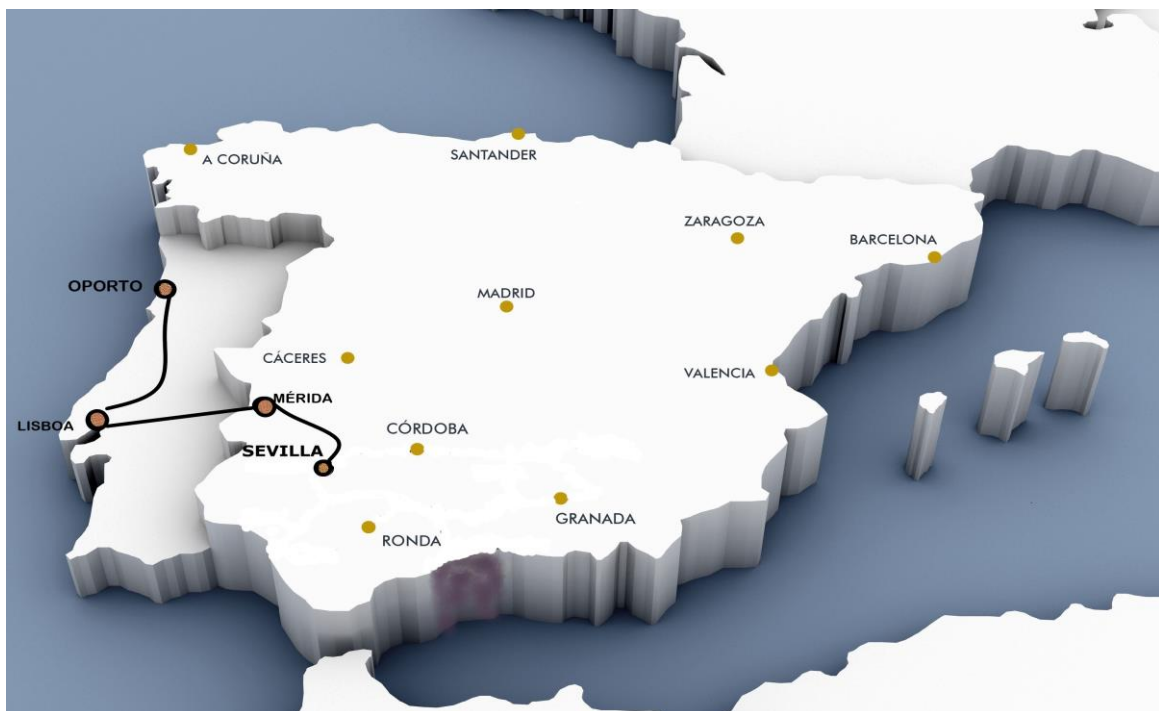 A CORUÑA
SANTANDER
ZARAGOZA
BARCELONA
OPORTO
MADRID
CÁCERES
VALENCIA
MÉRIDA
LISBOA
CÓRDOBA
SEVILLA
GRANADA
RONDA